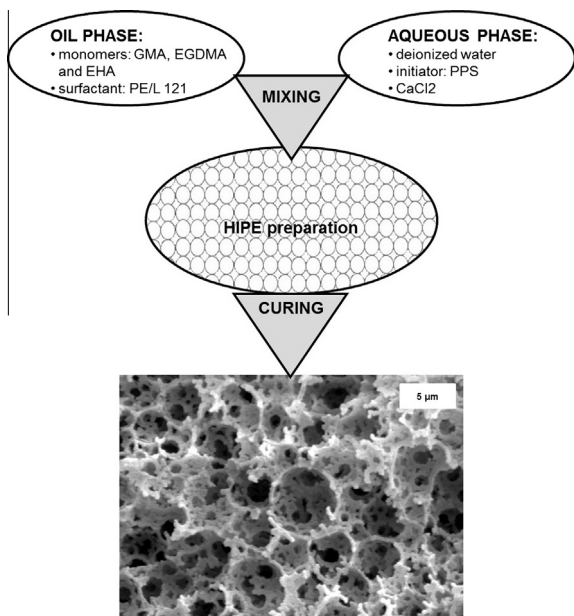 OIL PHASE:
• monomers: GMA, EGDMA
and EHA
• surfactant: PE/L 121
AQUEOUS PHASE:
• deionized water
• initiator: PPS
• CaCl2
MIXING
HIPE preparation
CURING
5 µm